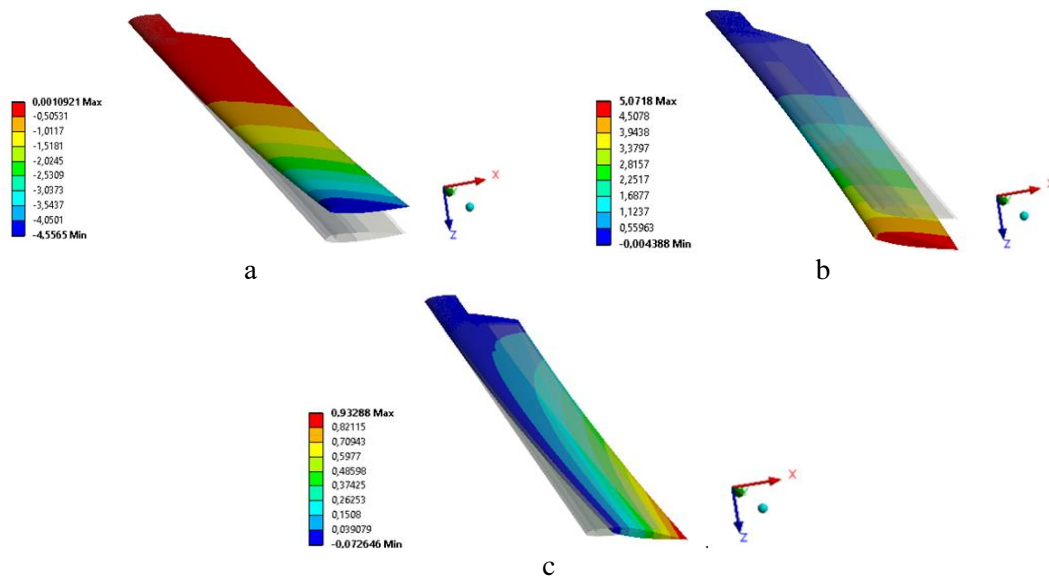 0,0010921 Max
-0,50531
-1,0117
-1,5181
-2,0245
-2,5309
-3,0373
-3,5437
-4,0501
-4,5565 Min
X
Z
a
5,0718 Max
4,5078
3,9438
3,3797
2,8157
2,2517
1,6877
1,1237
0,55963
-0,004388 Min
X
Z
b
0,93288 Max
0,82115
0,70943
0,5977
0,48598
0,37425
0,26253
0,1508
0,039079
-0,072646 Min
X
Z
c